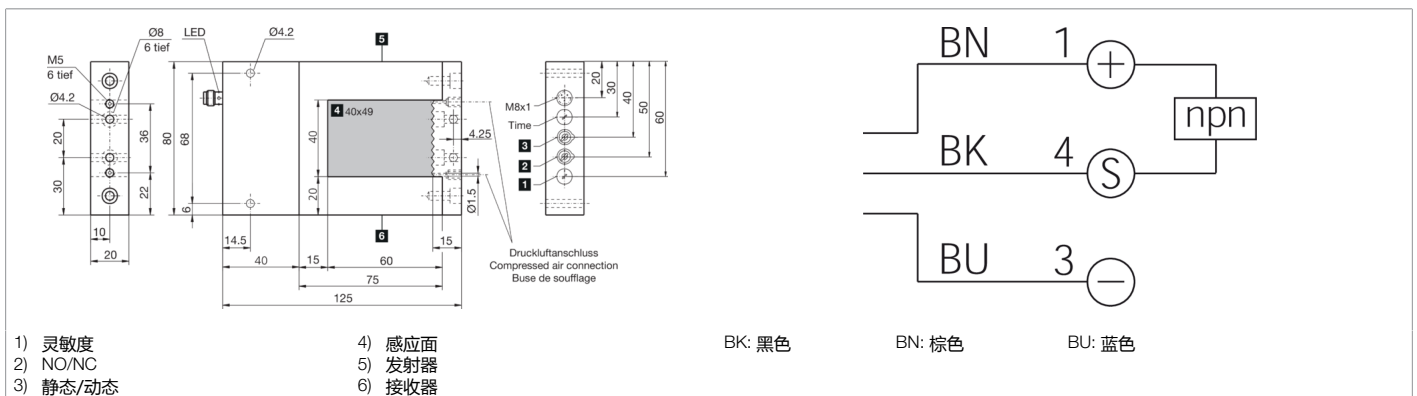 Ø8
6 tief
LED
Ø4.2
5
M5
6 tief
Ø4.2
20
30
36
22
10
20
80
68
6
4 40x49
40
20
4.25
Ø1.5
6
14.5
15
40
15
60
75
125
Druckluftanschluss
Compressed air connection
Buse de soufflage
M8x1
Time
3
2
1
20
30
40
50
60
BN 1
+
npn
BK 4
S
BU 3
−
1) 灵敏度
2) NO/NC
3) 静态/动态
4) 感应面
5) 发射器
6) 接收器
BK: 黑色
BN: 棕色
BU: 蓝色